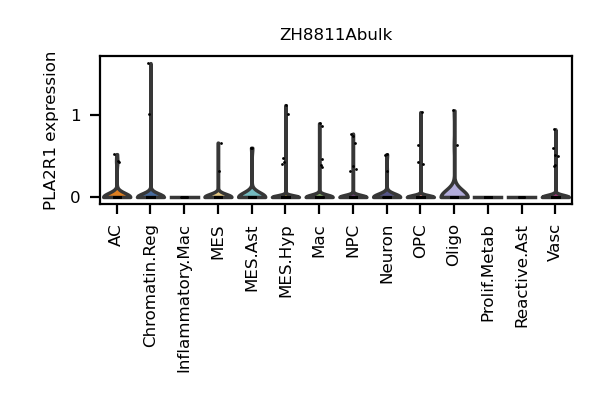 ZH8811Abulk
PLA2R1 expression
1
0
AC
Chromatin.Reg
Inflammatory.Mac
MES
MES.Ast
MES.Hyp
Mac
NPC
Neuron
OPC
Oligo
Prolif.Metab
Reactive.Ast
Vasc